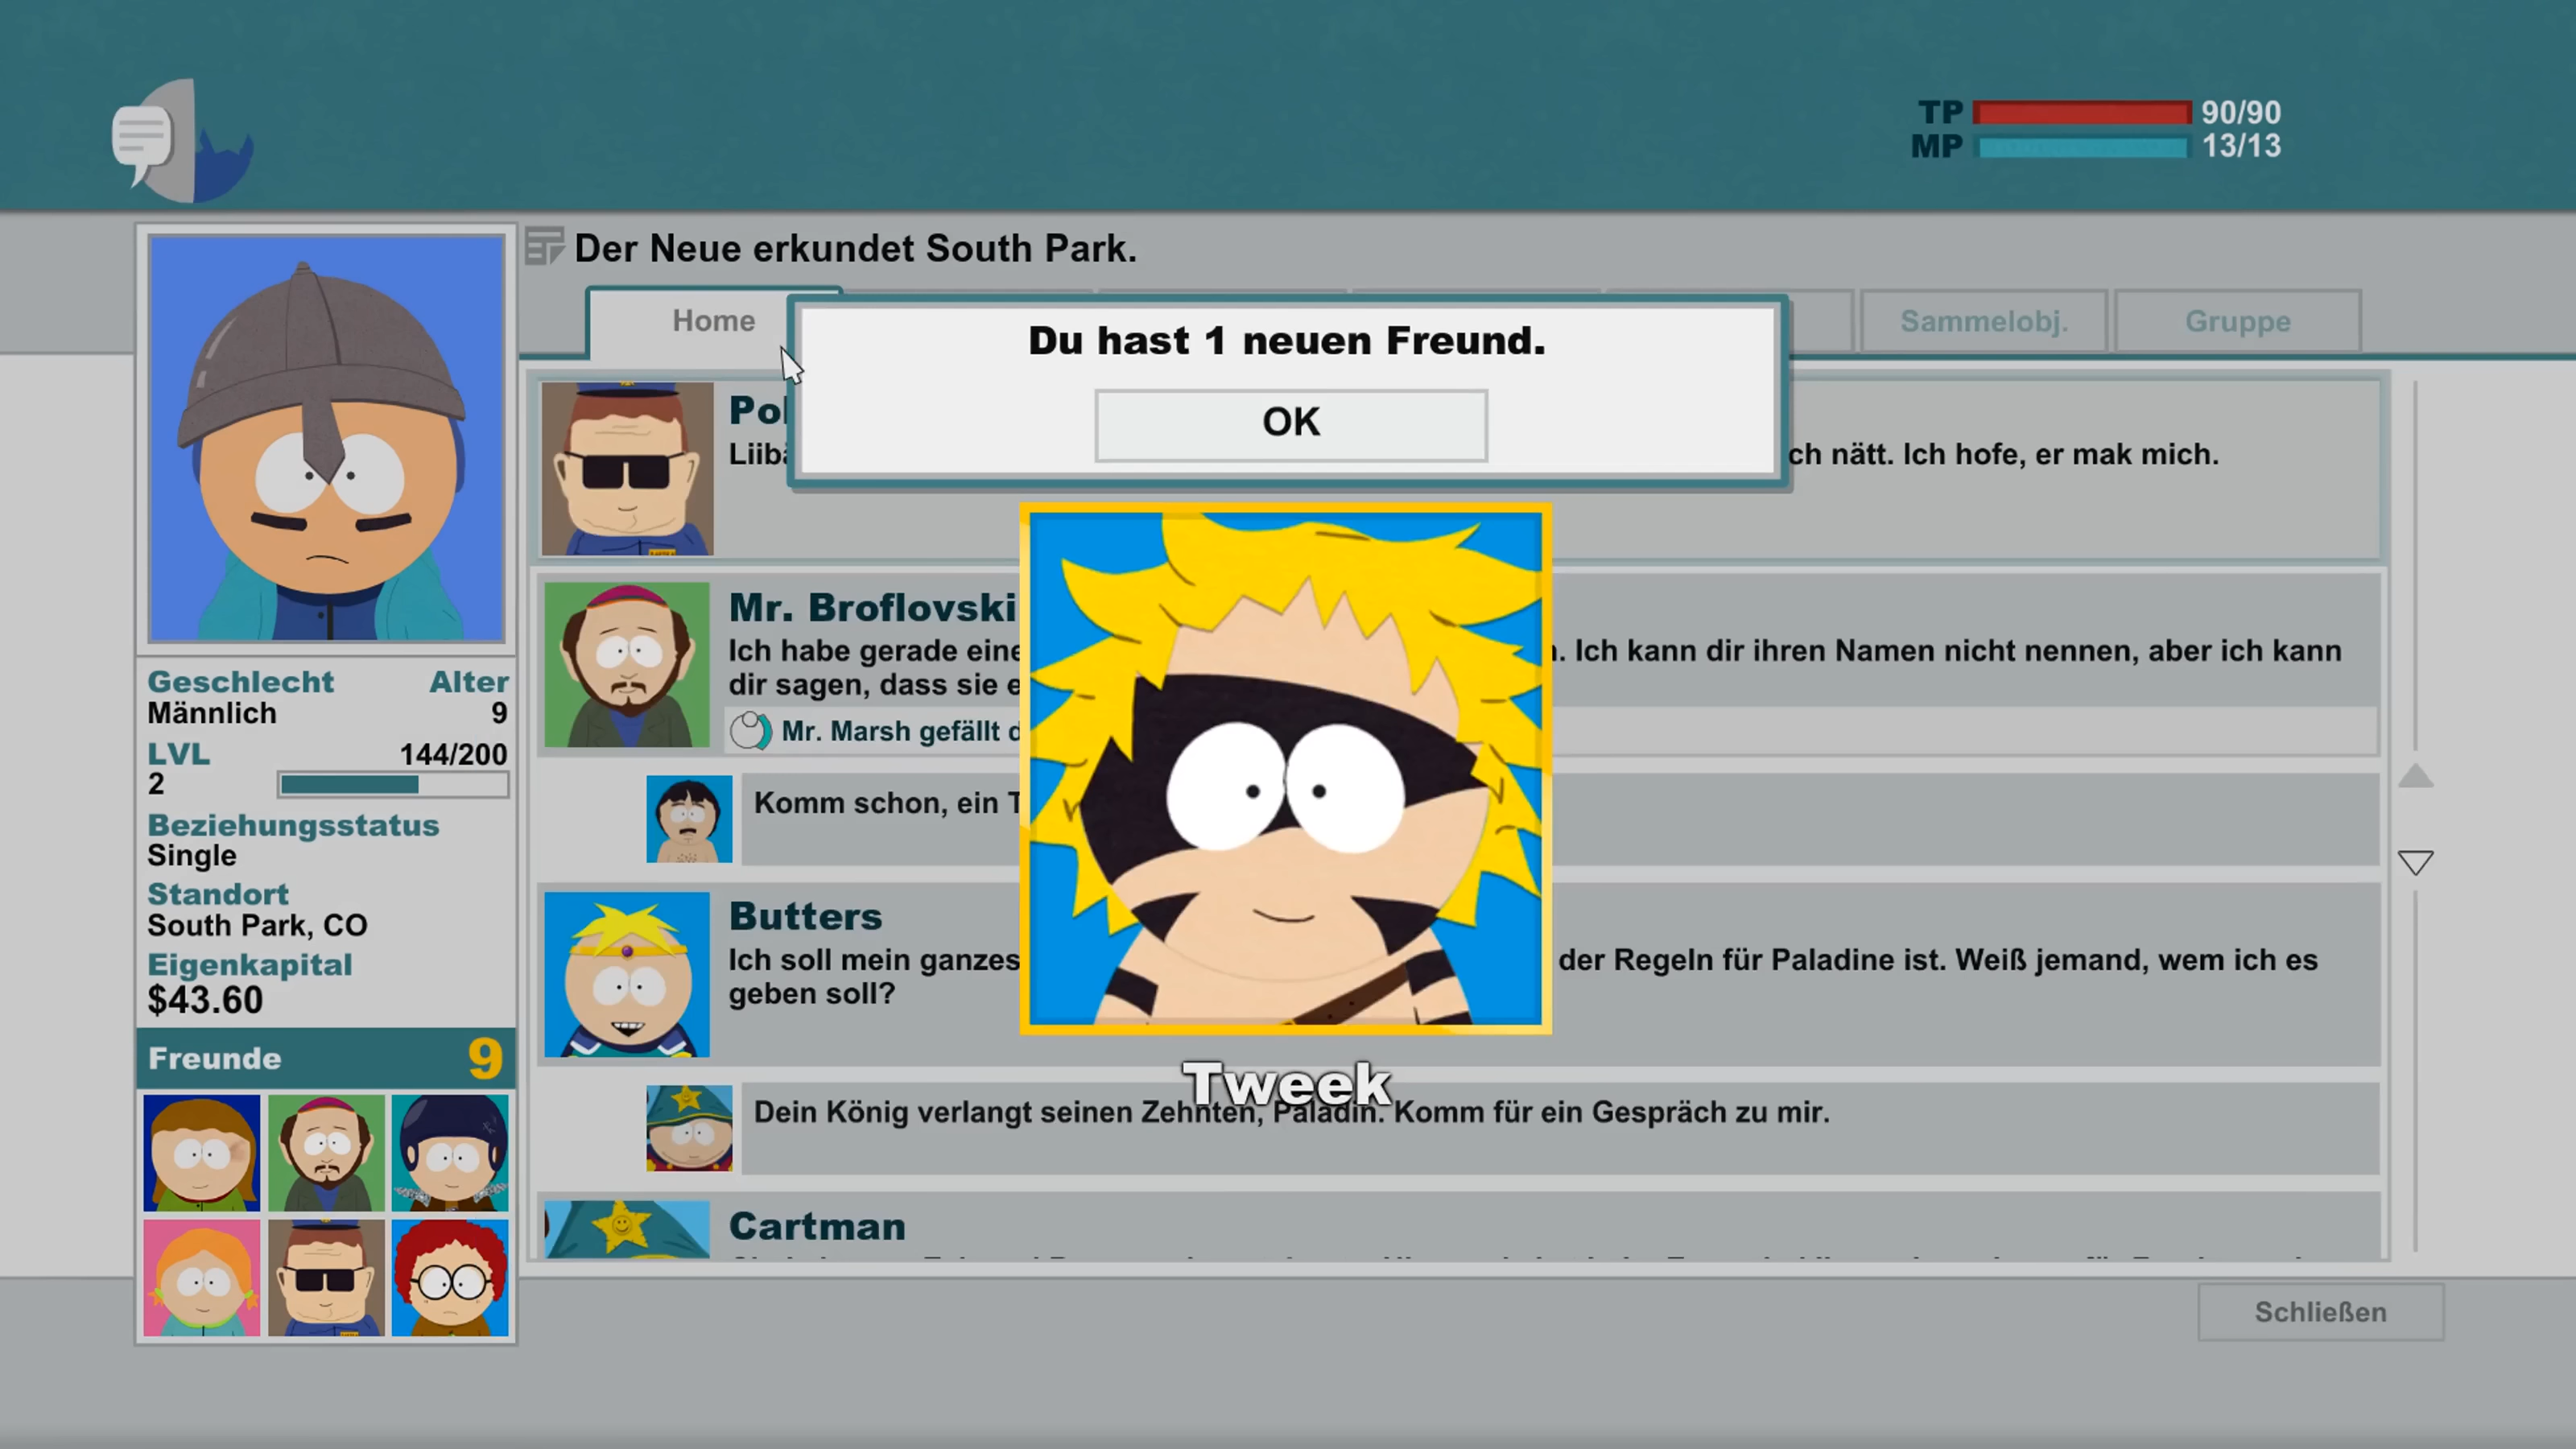 TP 90/90
MP 13/13
Der Neue erkundet South Park.
Home
Sammelobj.
Gruppe
Du hast 1 neuen Freund.
OK
ch nätt. Ich hofe, er mak mich.
Mr. Broflovski
Ich habe gerade eine
Ich kann dir ihren Namen nicht nennen, aber ich kann
dir sagen, dass sie e
Mr. Marsh gefällt d
Komm schon, ein T
Butters
Ich soll mein ganzes
der Regeln für Paladine ist. Weiß jemand, wem ich es
geben soll?
Tweek
Dein König verlangt seinen Zehnten, Paladin. Komm für ein Gespräch zu mir.
Cartman
Geschlecht Alter
Männlich 9
LVL 144/200
2
Beziehungsstatus
Single
Standort
South Park, CO
Eigenkapital
$43.60
Freunde 9
Schließen